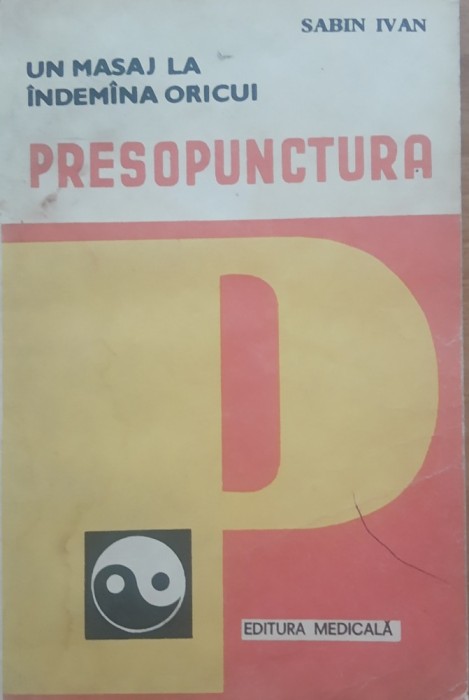 SABIN IVAN
UN MASAJ LA
ÎNDEMÎNA ORICUI
PRESOPUNCTURA
P
EDITURA MEDICALĂ